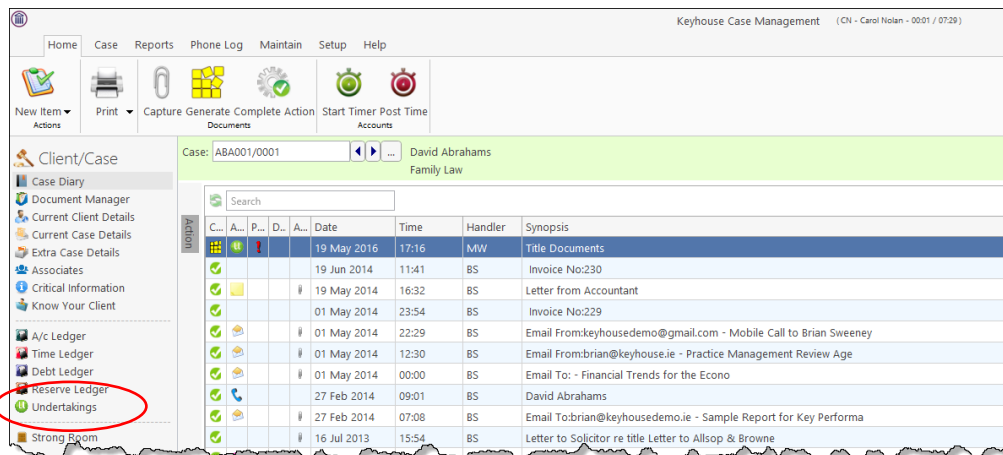 Keyhouse Case Management (CN - Carol Nolan - 00:01 / 07:29)
Home Case Reports Phone Log Maintain Setup Help
New Item Print Capture Generate Complete Action Start Timer Post Time
Actions Documents Accounts
Client/Case
Case Diary
Document Manager
Current Client Details
Current Case Details
Extra Case Details
Associates
Critical Information
Know Your Client
A/c Ledger
Time Ledger
Debt Ledger
Reserve Ledger
Undertakings
Strong Room
Case: ABA001/0001 ... David Abrahams
Family Law
Action
Search
C... A... P... D... A... Date Time Handler Synopsis
19 May 2016 17:16 MW Title Documents
19 Jun 2014 11:41 BS Invoice No:230
19 May 2014 16:32 BS Letter from Accountant
01 May 2014 23:54 BS Invoice No:229
01 May 2014 22:29 BS Email From:keyhousedemo@gmail.com - Mobile Call to Brian Sweeney
01 May 2014 12:30 BS Email From:brian@keyhouse.ie - Practice Management Review Age
01 May 2014 00:00 BS Email To: - Financial Trends for the Econo
27 Feb 2014 09:01 BS David Abrahams
27 Feb 2014 07:08 BS Email To:brian@keyhousedemo.ie - Sample Report for Key Performa
16 Jul 2013 15:54 BS Letter to Solicitor re title Letter to Allsop & Browne